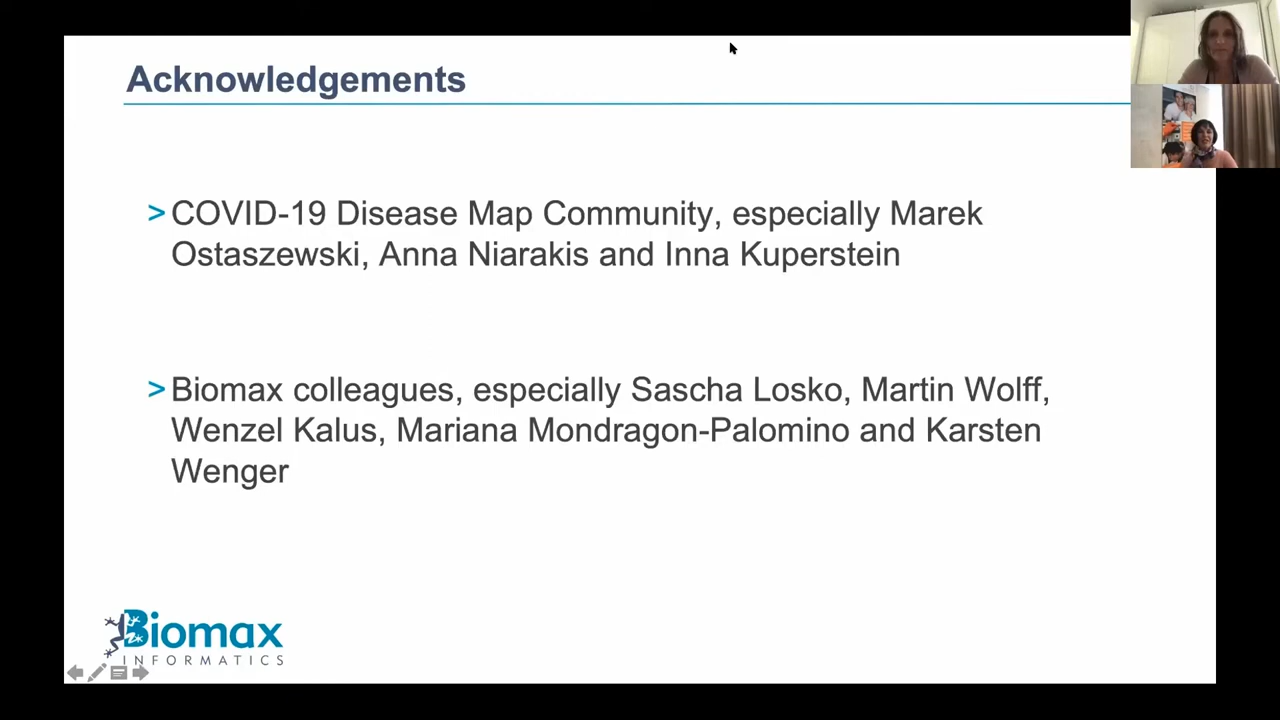 Acknowledgements
> COVID-19 Disease Map Community, especially Marek
Ostaszewski, Anna Niarakis and Inna Kuperstein
> Biomax colleagues, especially Sascha Losko, Martin Wolff,
Wenzel Kalus, Mariana Mondragon-Palomino and Karsten
Wenger
Biomax
INFORMATICS